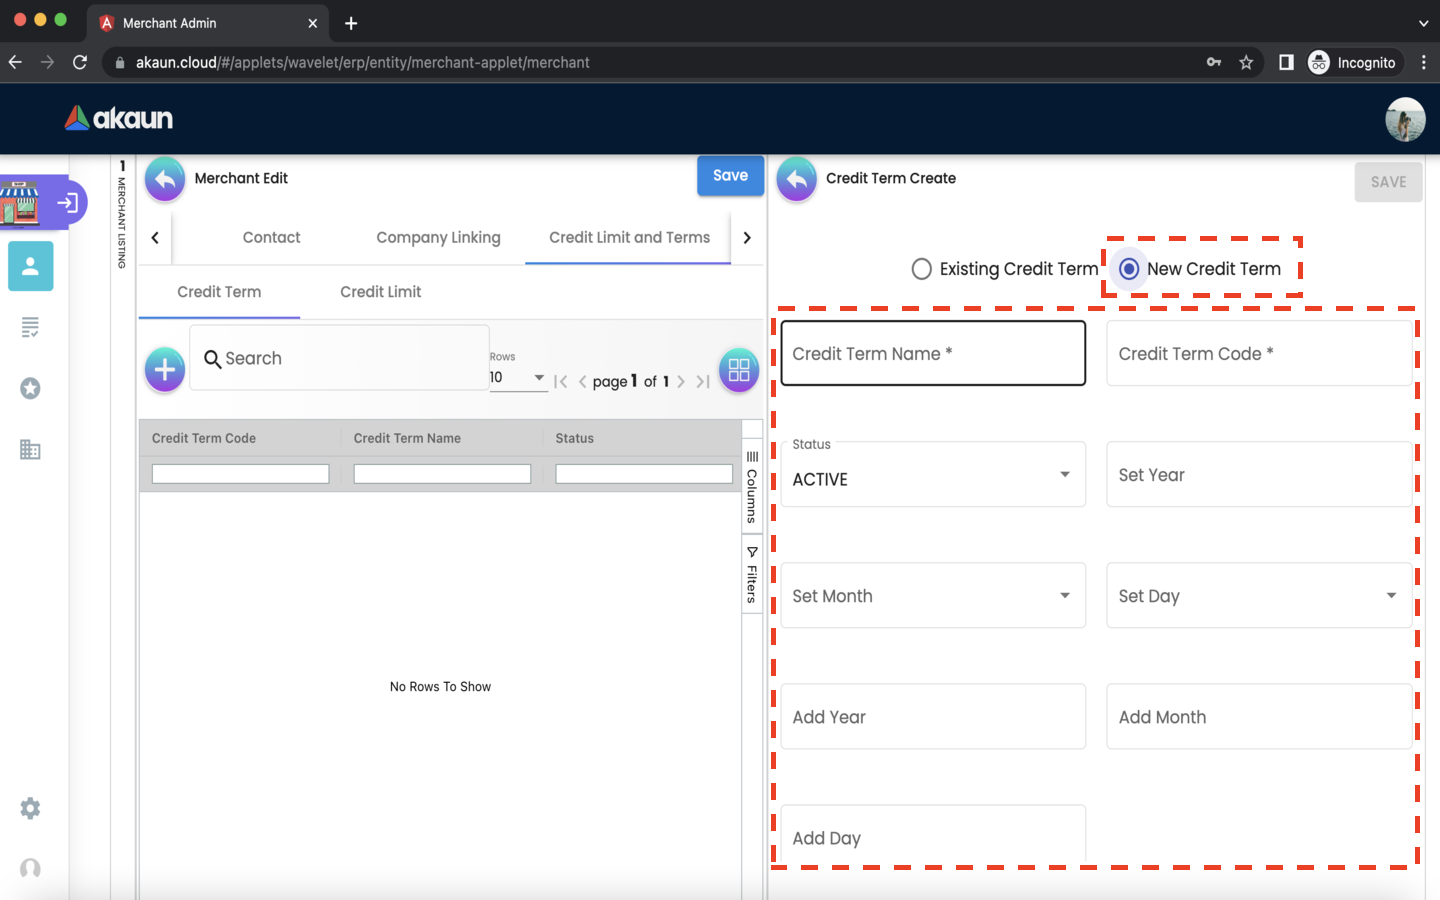 Merchant Admin
akaun.cloud/#/applets/wavelet/erp/entity/merchant-applet/merchant
Incognito
akaun
1 MERCHANT LISTING
Merchant Edit
Save
Contact
Company Linking
Credit Limit and Terms
Credit Term
Credit Limit
Search
Rows
10
page 1 of 1
Credit Term Code
Credit Term Name
Status
Columns
Filters
No Rows To Show
Credit Term Create
SAVE
Existing Credit Term
New Credit Term
Credit Term Name *
Credit Term Code *
Status
ACTIVE
Set Year
Set Month
Set Day
Add Year
Add Month
Add Day